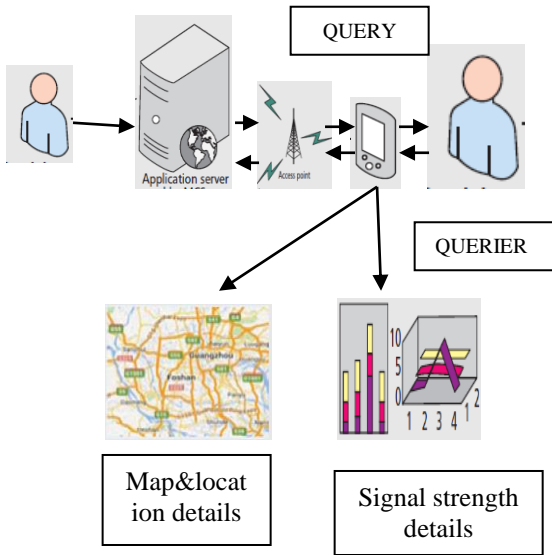 QUERY
Application server
Access point
QUERIER
Guangzhou
Foshan
10
5
0
1 2 3 4
1
2
Map&locat
ion details
Signal strength
details